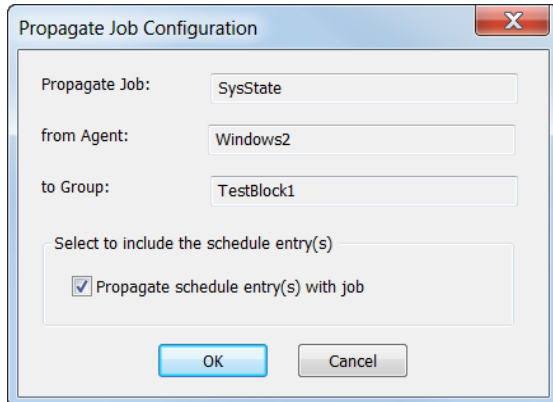 Propagate Job Configuration
Propagate Job: SysState
from Agent: Windows2
to Group: TestBlock1
Select to include the schedule entry(s)
Propagate schedule entry(s) with job
OK Cancel